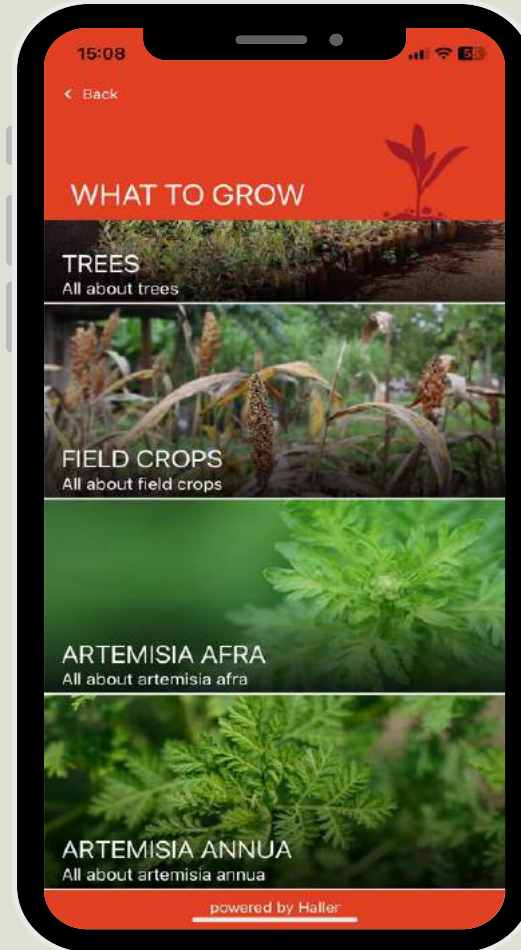 15:08
Back
WHAT TO GROW
TREES
All about trees
FIELD CROPS
All about field crops
ARTEMISIA AFRA
All about artemisia afra
ARTEMISIA ANNUA
All about artemisia annua
powered by Haller